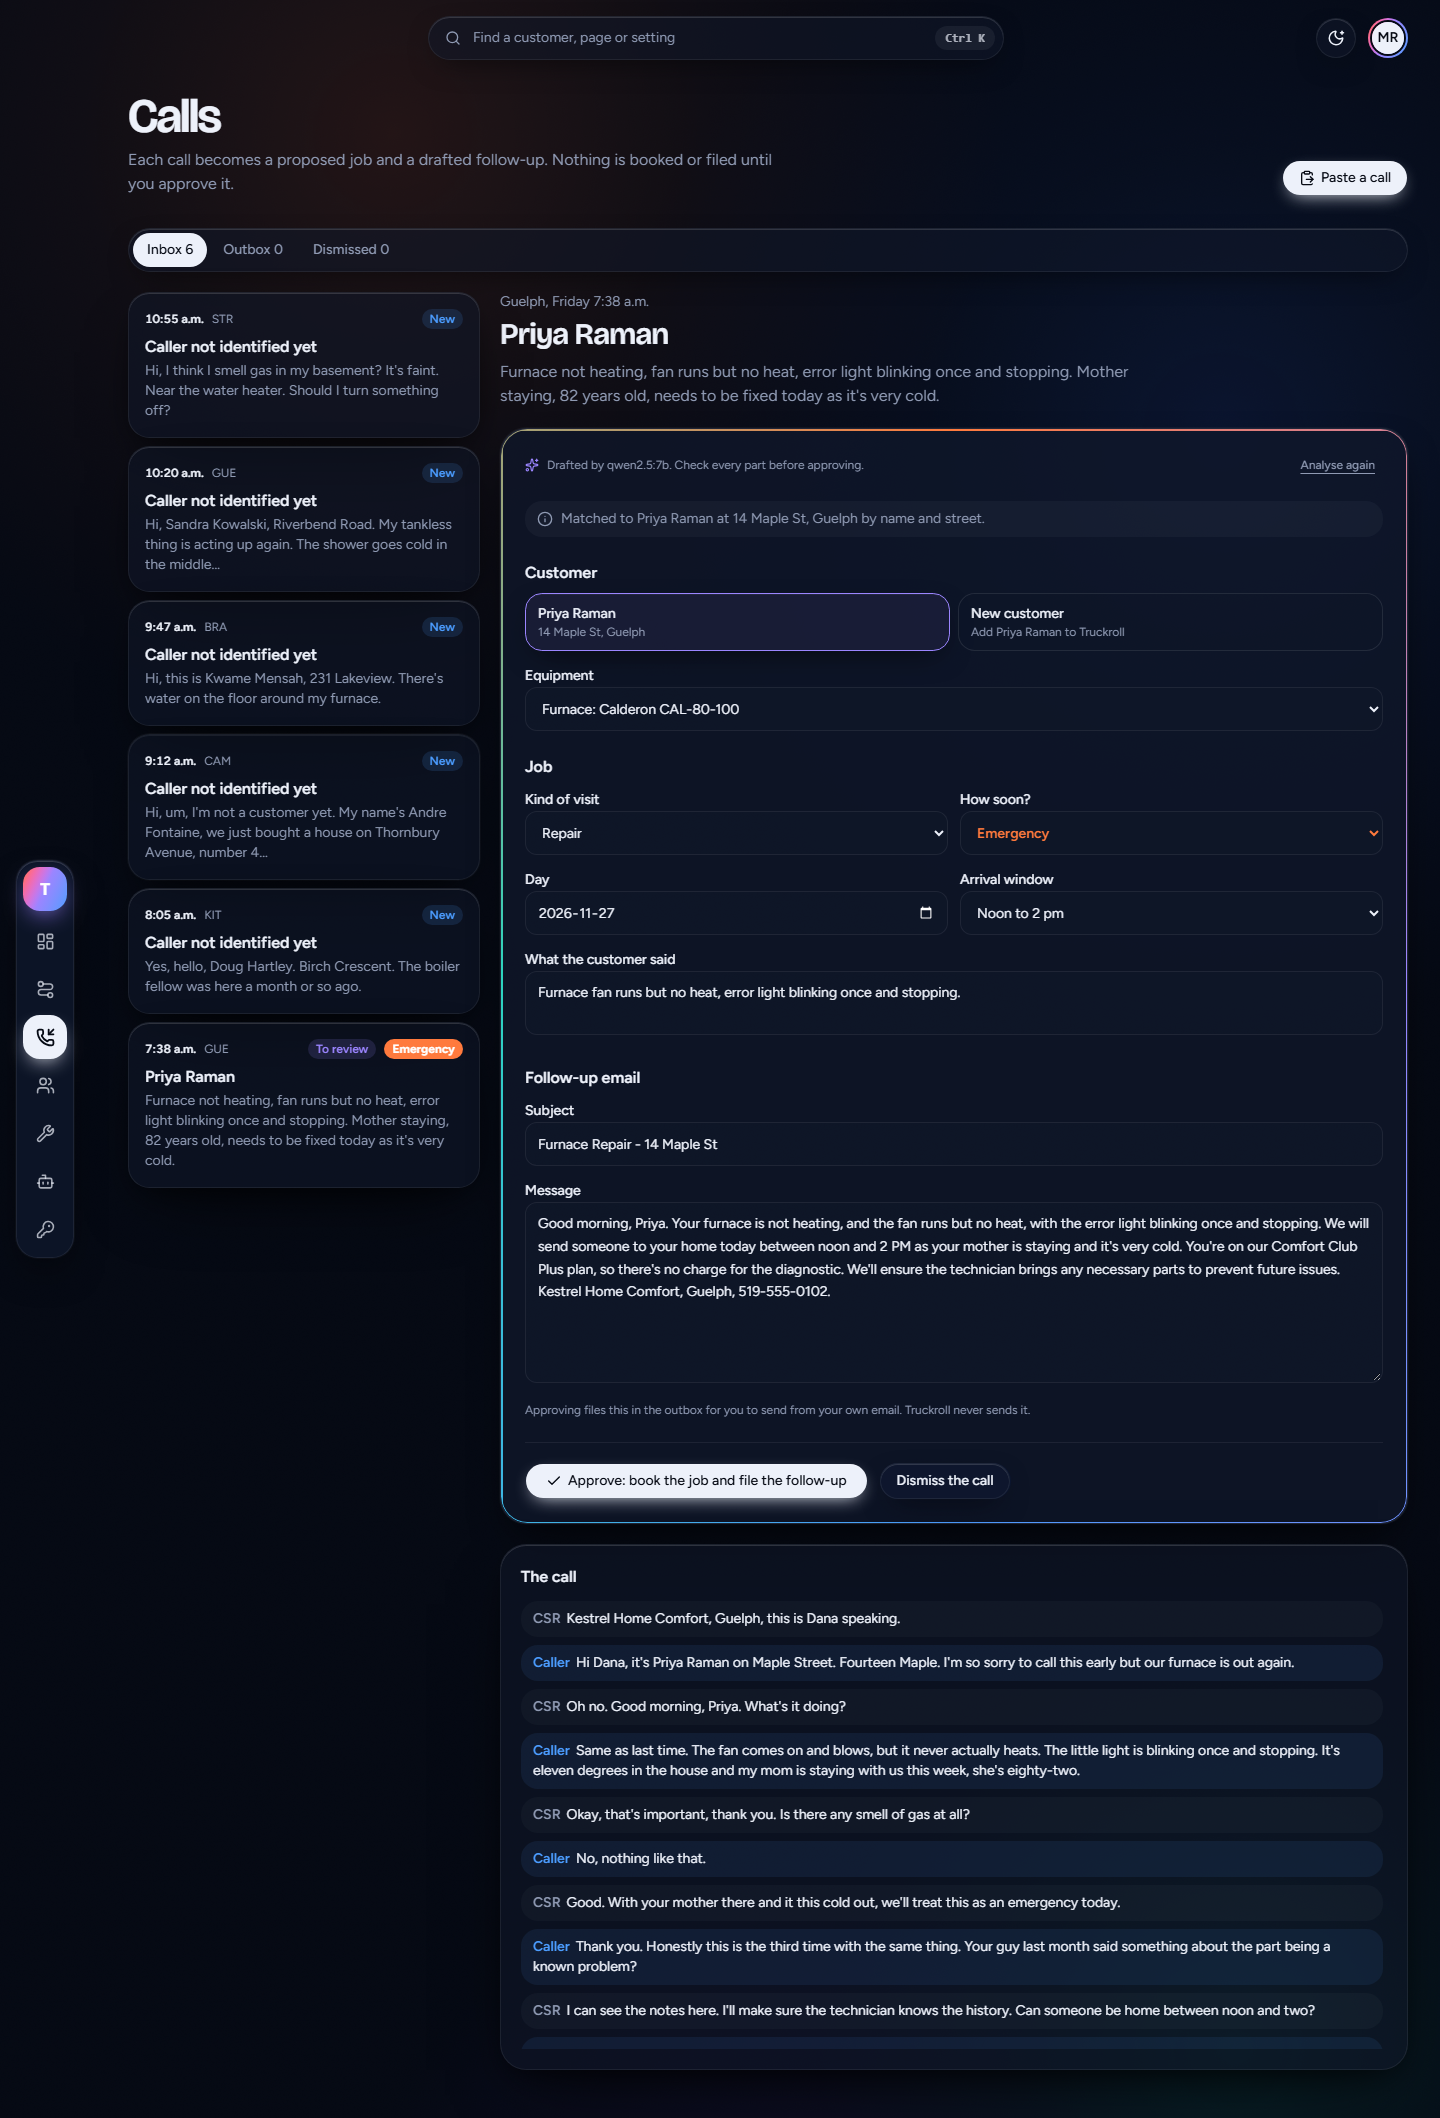 Find a customer, page or setting
Ctrl K
MR
Calls
Each call becomes a proposed job and a drafted follow-up. Nothing is booked or filed until
you approve it.
Paste a call
Inbox 6
Outbox 0
Dismissed 0
10:55 a.m. STR
New
Caller not identified yet
Hi, I think I smell gas in my basement? It's faint.
Near the water heater. Should I turn something
off?
10:20 a.m. GUE
New
Caller not identified yet
Hi, Sandra Kowalski, Riverbend Road. My tankless
thing is acting up again. The shower goes cold in
the middle...
9:47 a.m. BRA
New
Caller not identified yet
Hi, this is Kwame Mensah, 231 Lakeview. There's
water on the floor around my furnace.
9:12 a.m. CAM
New
Caller not identified yet
Hi, um, I'm not a customer yet. My name's Andre
Fontaine, we just bought a house on Thornbury
Avenue, number 4...
8:05 a.m. KIT
New
Caller not identified yet
Yes, hello, Doug Hartley. Birch Crescent. The boiler
fellow was here a month or so ago.
7:38 a.m. GUE
To review
Emergency
Priya Raman
Furnace not heating, fan runs but no heat, error
light blinking once and stopping. Mother staying,
82 years old, needs to be fixed today as it's very
cold.
T
Guelph, Friday 7:38 a.m.
Priya Raman
Furnace not heating, fan runs but no heat, error light blinking once and stopping. Mother
staying, 82 years old, needs to be fixed today as it's very cold.
Drafted by qwen2.5:7b. Check every part before approving.
Analyse again
Matched to Priya Raman at 14 Maple St, Guelph by name and street.
Customer
Priya Raman
14 Maple St, Guelph
New customer
Add Priya Raman to Truckroll
Equipment
Furnace: Calderon CAL-80-100
Job
Kind of visit
Repair
How soon?
Emergency
Day
2026-11-27
Arrival window
Noon to 2 pm
What the customer said
Furnace fan runs but no heat, error light blinking once and stopping.
Follow-up email
Subject
Furnace Repair - 14 Maple St
Message
Good morning, Priya. Your furnace is not heating, and the fan runs but no heat, with the error light blinking once and stopping. We will
send someone to your home today between noon and 2 PM as your mother is staying and it's very cold. You're on our Comfort Club
Plus plan, so there's no charge for the diagnostic. We'll ensure the technician brings any necessary parts to prevent future issues.
Kestrel Home Comfort, Guelph, 519-555-0102.
Approving files this in the outbox for you to send from your own email. Truckroll never sends it.
Approve: book the job and file the follow-up
Dismiss the call
The call
CSR Kestrel Home Comfort, Guelph, this is Dana speaking.
Caller Hi Dana, it's Priya Raman on Maple Street. Fourteen Maple. I'm so sorry to call this early but our furnace is out again.
CSR Oh no. Good morning, Priya. What's it doing?
Caller Same as last time. The fan comes on and blows, but it never actually heats. The little light is blinking once and stopping. It's
eleven degrees in the house and my mom is staying with us this week, she's eighty-two.
CSR Okay, that's important, thank you. Is there any smell of gas at all?
Caller No, nothing like that.
CSR Good. With your mother there and it this cold out, we'll treat this as an emergency today.
Caller Thank you. Honestly this is the third time with the same thing. Your guy last month said something about the part being a
known problem?
CSR I can see the notes here. I'll make sure the technician knows the history. Can someone be home between noon and two?